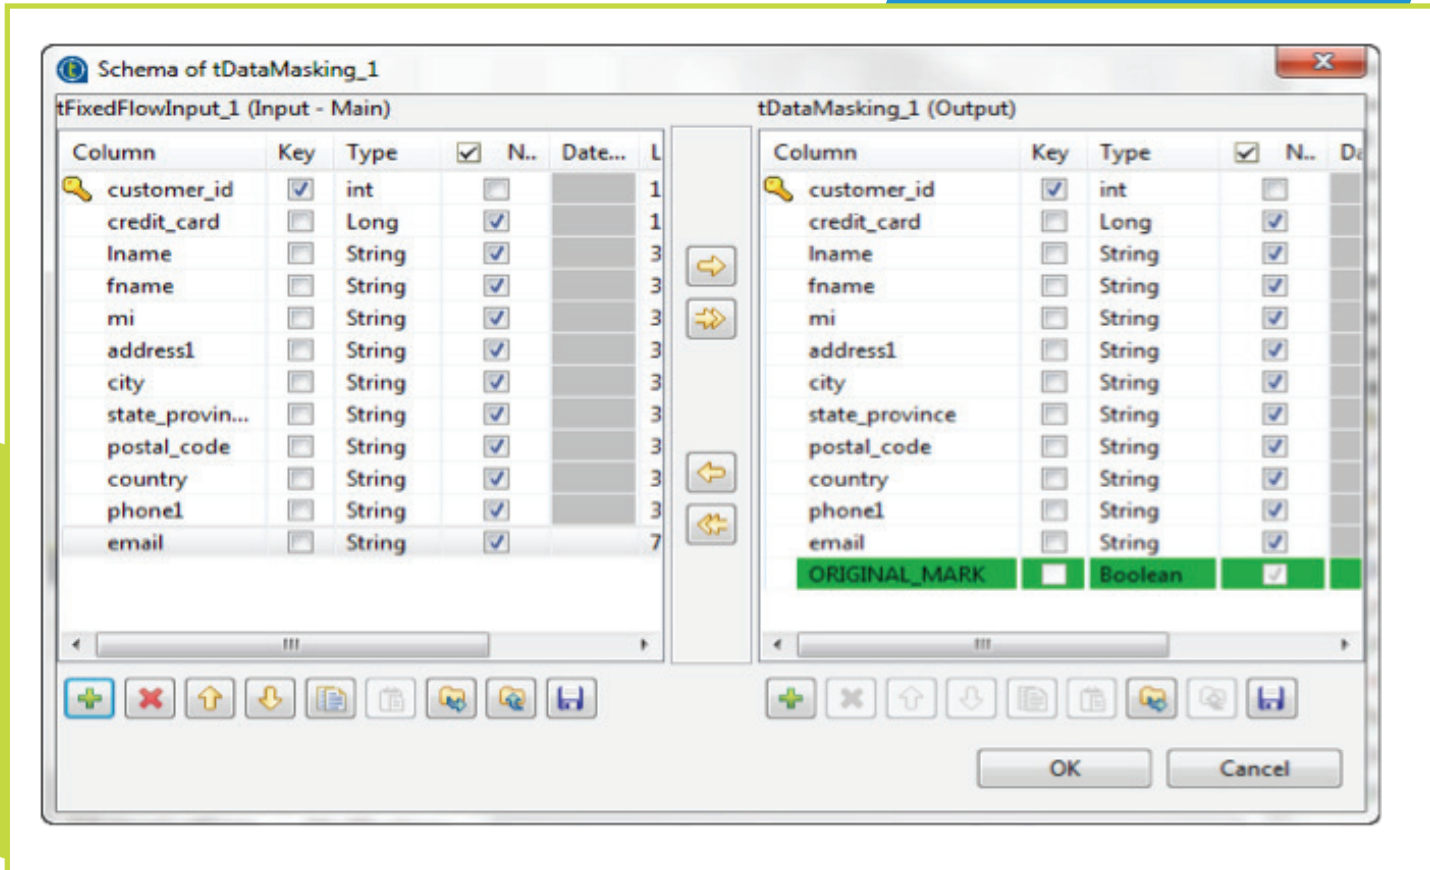 Schema of tDataMasking_1
tFixedFlowInput_1 (Input - Main)
Column Key Type N.. Date... L
customer_id int 1
credit_card Long 1
lname String 3
fname String 3
mi String 3
address1 String 3
city String 3
state_provin... String 3
postal_code String 3
country String 3
phone1 String 3
email String 7
tDataMasking_1 (Output)
Column Key Type N.. Da
customer_id int
credit_card Long
lname String
fname String
mi String
address1 String
city String
state_province String
postal_code String
country String
phone1 String
email String
ORIGINAL_MARK Boolean
OK Cancel